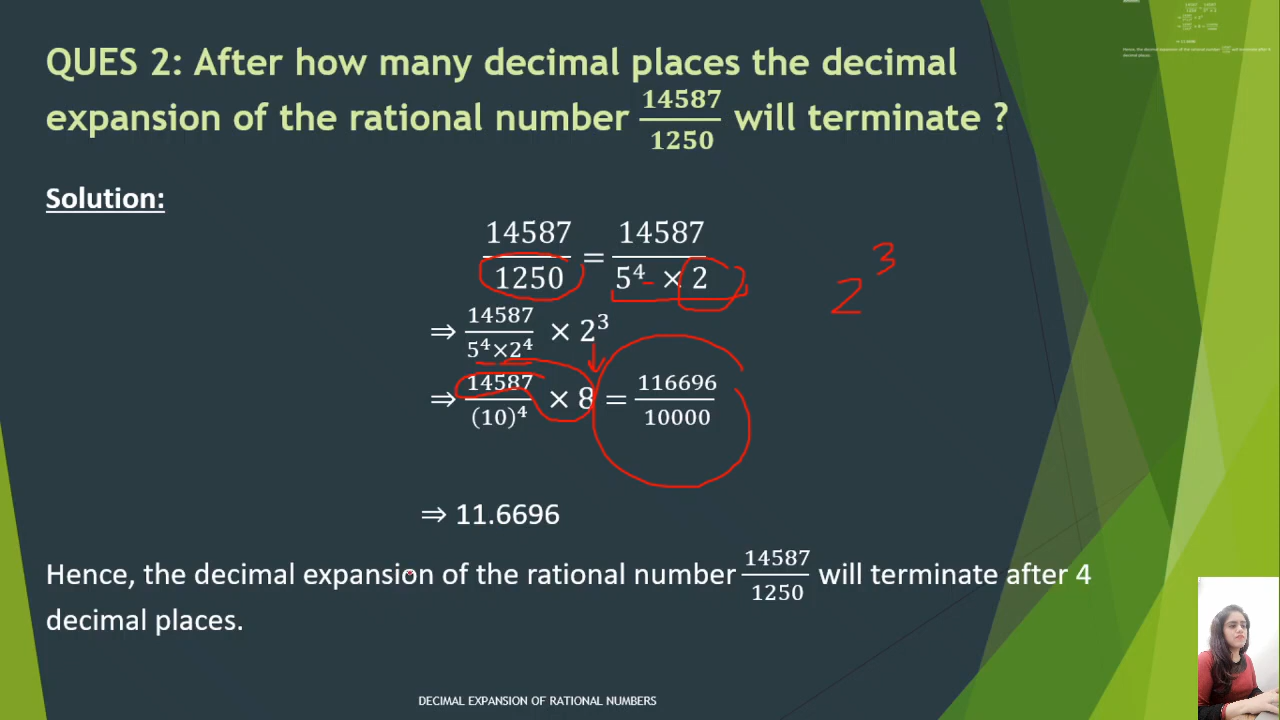 QUES 2: After how many decimal places the decimal
expansion of the rational number 14587/1250 will terminate ?
Solution:
14587/1250 = 14587/5⁴ × 2
2³
⇒ 14587/5⁴×2⁴ × 2³
⇒ 14587/(10)⁴ × 8 = 116696/10000
⇒ 11.6696
Hence, the decimal expansion of the rational number 14587/1250 will terminate after 4
decimal places.
DECIMAL EXPANSION OF RATIONAL NUMBERS